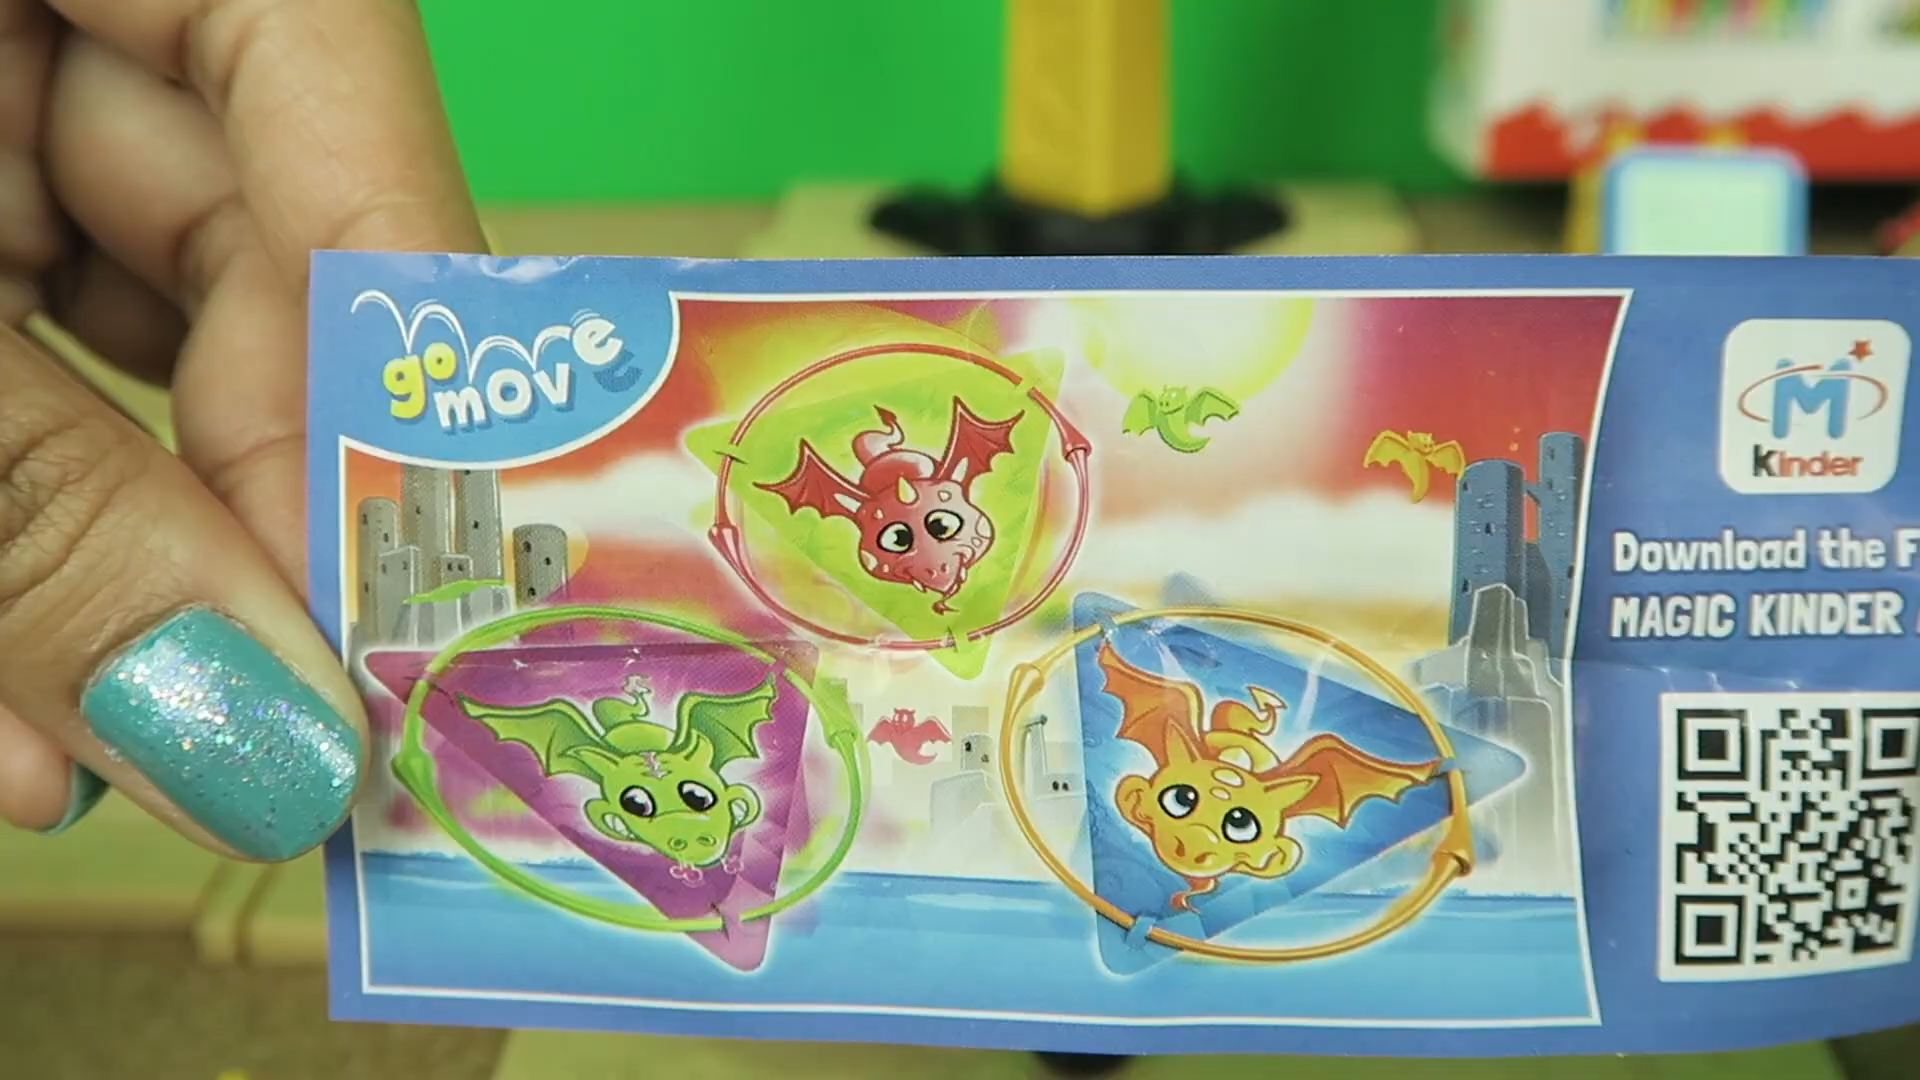 go
move
M
Kinder
Download the F
MAGIC KINDER